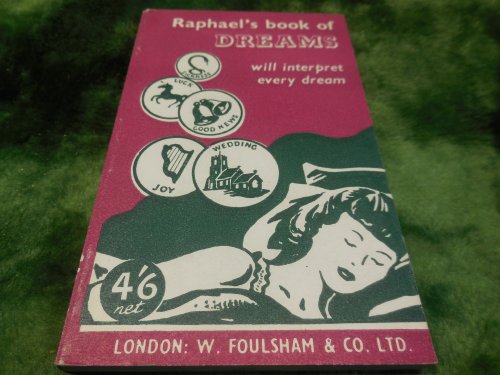 Raphael's book of
DREAMS
will interpret
every dream
LUCK
GOOD NEWS
WEDDING
JOY
4'6
net
LONDON: W. FOULSHAM & CO. LTD.